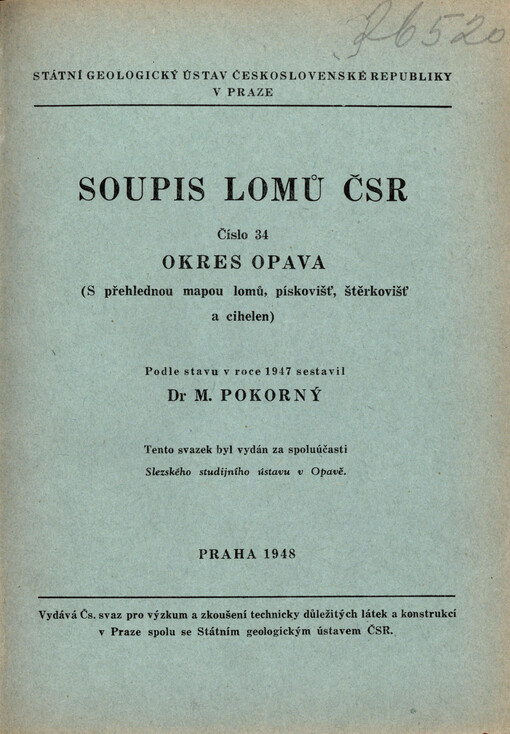 26520
STÁTNÍ GEOLOGICKÝ ÚSTAV ČESKOSLOVENSKÉ REPUBLIKY
V PRAZE
SOUPIS LOMŮ ČSR
Číslo 34
OKRES OPAVA
(S přehlednou mapou lomů, pískovišť, štěrkovišť
a cihelen)
Podle stavu v roce 1947 sestavil
Dr M. POKORNÝ
Tento svazek byl vydán za spoluúčasti
Slezského studijního ústavu v Opavě.
PRAHA 1948
Vydává Čs. svaz pro výzkum a zkoušení technicky důležitých látek a konstrukcí
v Praze spolu se Státním geologickým ústavem ČSR.